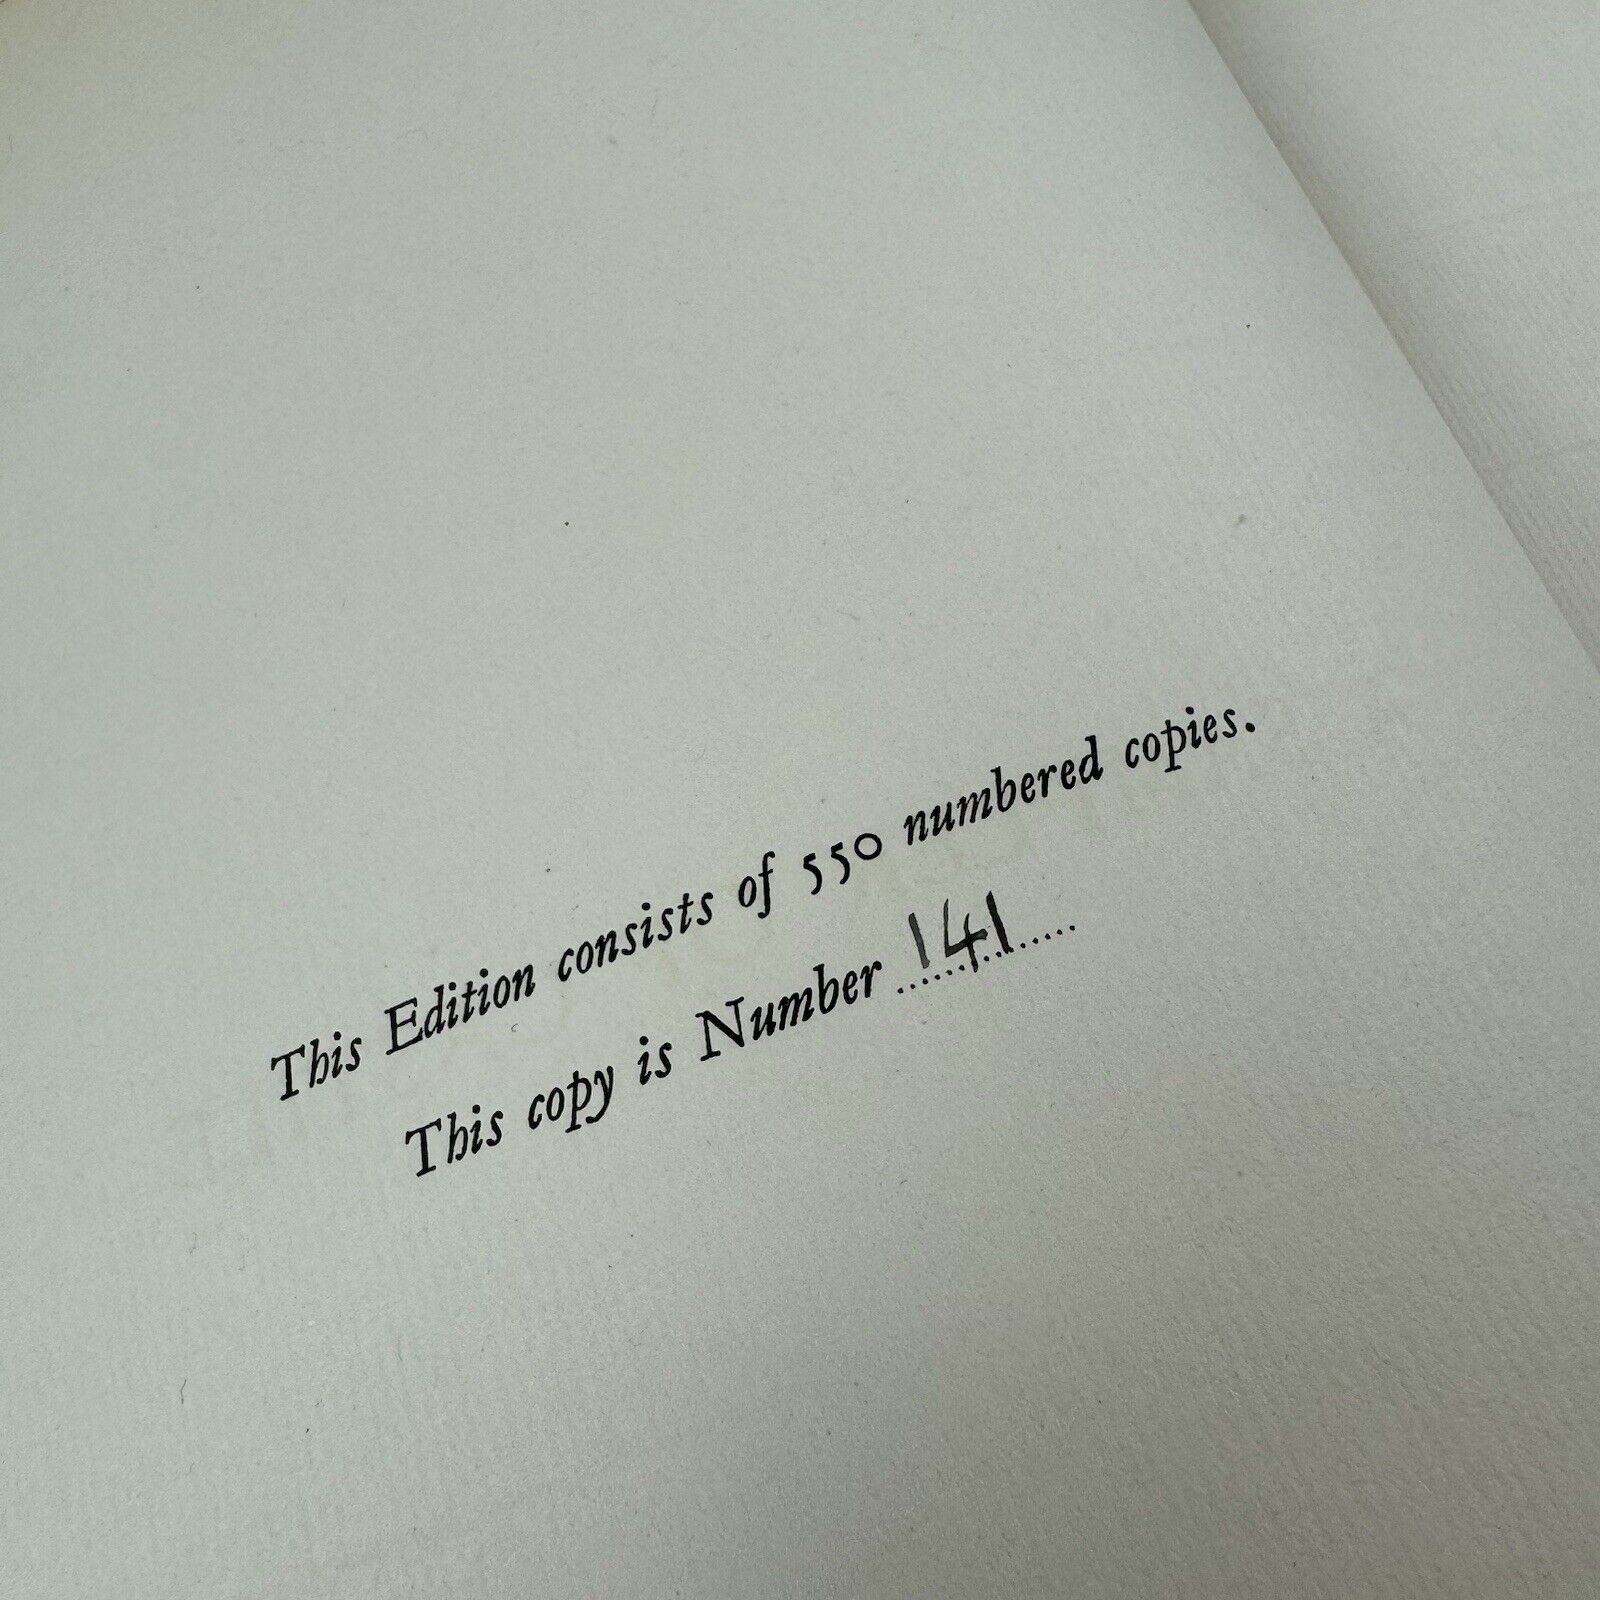 This Edition consists of 550 numbered copies.
This copy is Number 141